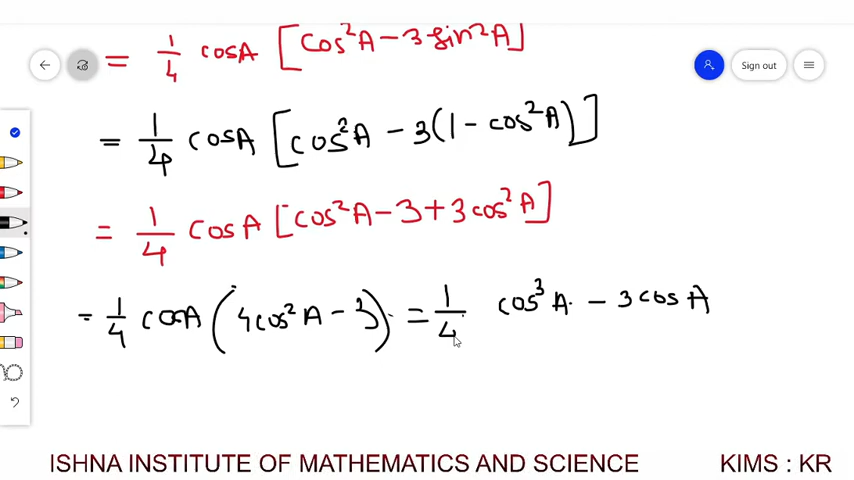 = 1/4 cosA [cos²A − 3 sin²A]
Sign out
= 1/4 cosA [cos²A − 3(1 − cos²A)]
= 1/4 cosA [cos²A − 3 + 3cos²A]
= 1/4 cosA (4cos²A − 3) = 1/4 cos³A − 3cosA
ISHNA INSTITUTE OF MATHEMATICS AND SCIENCE KIMS : KR